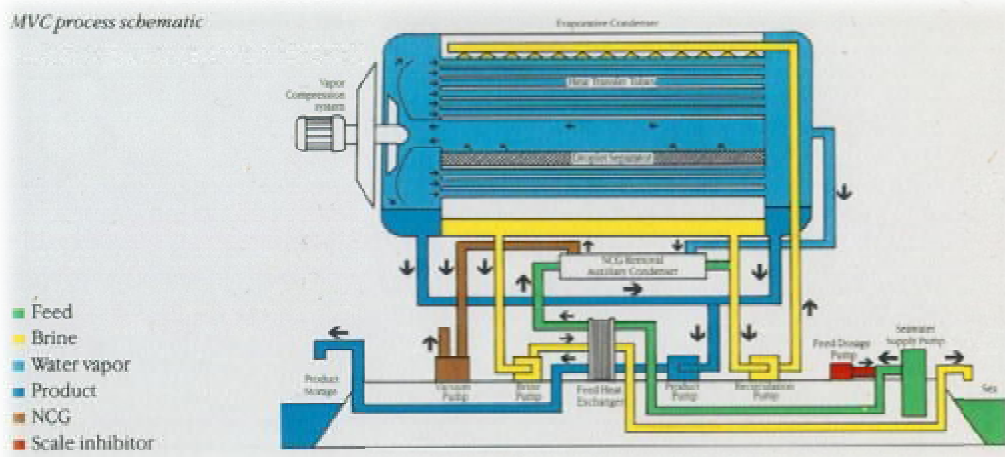 MVC process schematic
Evaporative Condenser
Vapor
Compression
system
Heat Transfer Tubes
Droplet Separator
NCG Removal
Auxiliary Condenser
Feed
Brine
Water vapor
Product
NCG
Scale inhibitor
Product
Storage
Vacuum
Pump
Brine
Pump
Feed Heat
Exchanger
Product
Pump
Recirculation
Pump
Feed Dosage
Pump
Seawater
Supply Pump
Sea